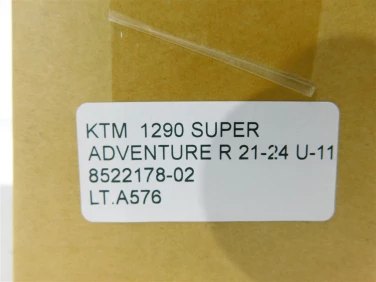 KTM 1290 SUPER
ADVENTURE R 21-24 U-11
8522178-02
LT.A576